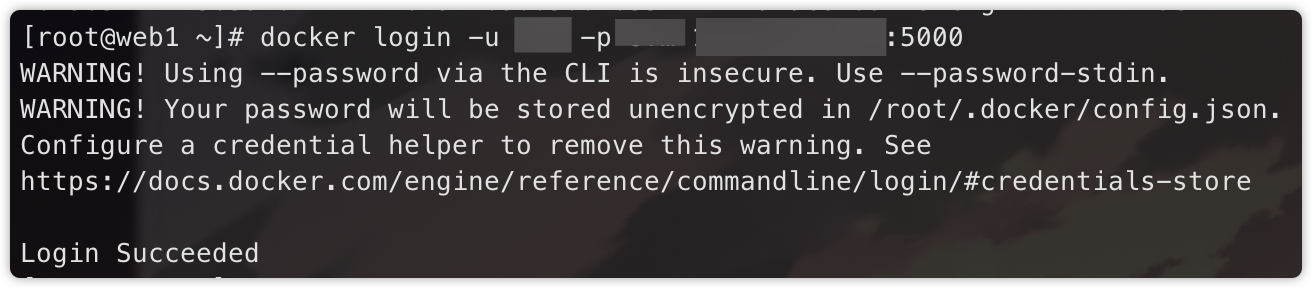 [root@web1 ~]# docker login -u -p :5000
WARNING! Using --password via the CLI is insecure. Use --password-stdin.
WARNING! Your password will be stored unencrypted in /root/.docker/config.json.
Configure a credential helper to remove this warning. See
https://docs.docker.com/engine/reference/commandline/login/#credentials-store
Login Succeeded